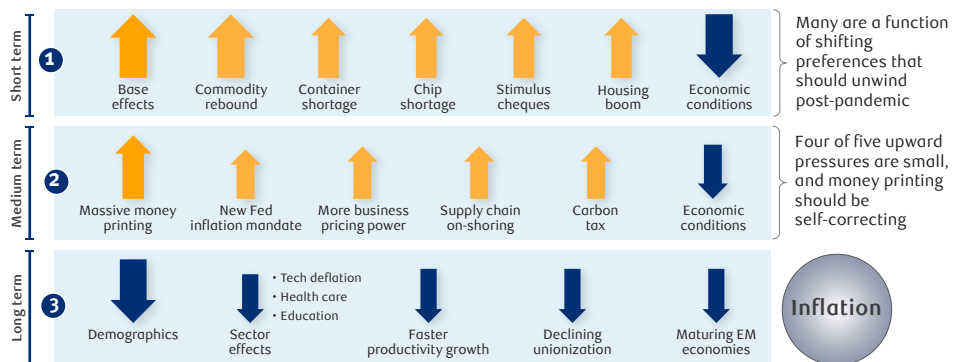 Short term
1
Base
effects
Commodity
rebound
Container
shortage
Chip
shortage
Stimulus
cheques
Housing
boom
Economic
conditions
Many are a function
of shifting
preferences that
should unwind
post-pandemic
Medium term
2
Massive money
printing
New Fed
inflation mandate
More business
pricing power
Supply chain
on-shoring
Carbon
tax
Economic
conditions
Four of five upward
pressures are small,
and money printing
should be
self-correcting
Long term
3
Demographics
Sector
effects
• Tech deflation
• Health care
• Education
Faster
productivity growth
Declining
unionization
Maturing EM
economies
Inflation